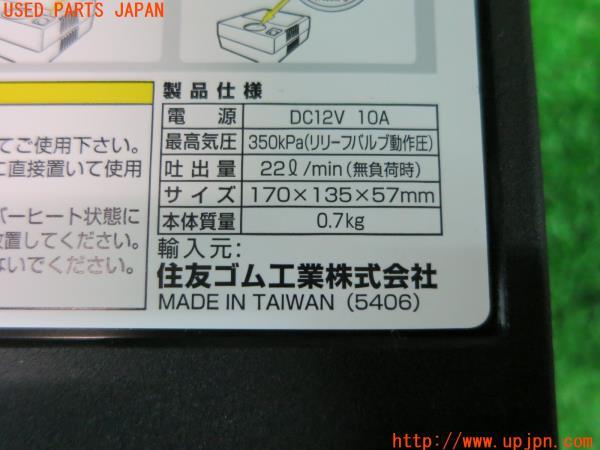 USED PARTS JAPAN
製品仕様
電源 DC12V 10A
最高気圧 350kPa(リリーフバルブ動作圧)
吐出量 22ℓ/min(無負荷時)
サイズ 170×135×57mm
本体質量 0.7kg
輸入元:
住友ゴム工業株式会社
MADE IN TAIWAN (5406)
てご使用下さい。
に直接置いて使用
バーヒート状態に
放置してください。
ないでください。
http://www.upjpn.com/